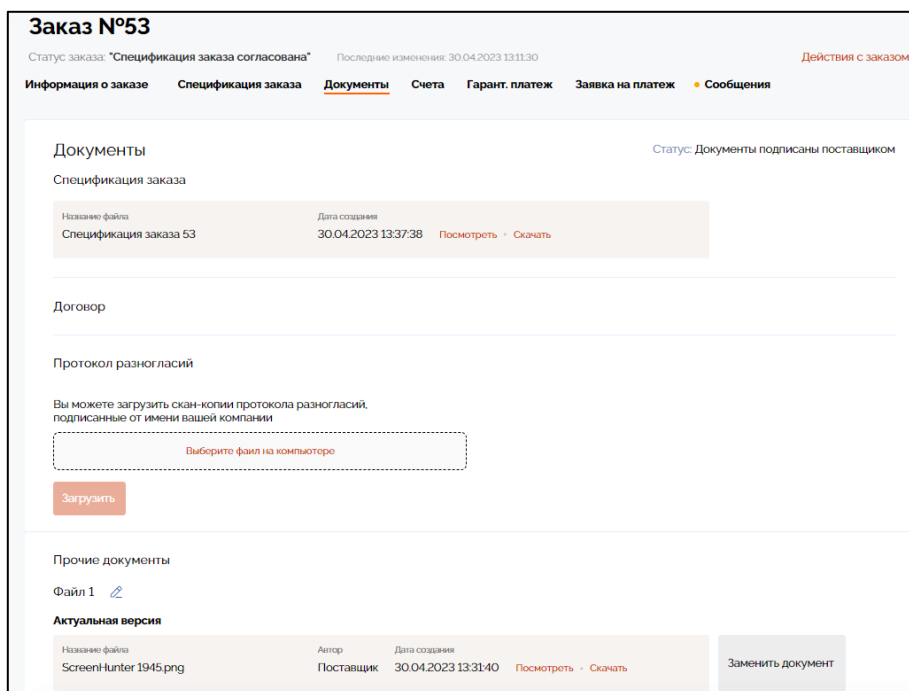 Заказ №53
Статус заказа: "Спецификация заказа согласована" Последние изменения: 30.04.2023 13:11:30 Действия с заказом
Информация о заказе Спецификация заказа Документы Счета Гарант. платеж Заявка на платеж Сообщения
Документы Статус: Документы подписаны поставщиком
Спецификация заказа
Название файла Дата создания
Спецификация заказа 53 30.04.2023 13:37:38 Посмотреть • Скачать
Договор
Протокол разногласий
Вы можете загрузить скан-копии протокола разногласий,
подписанные от имени вашей компании
Выберите файл на компьютере
Загрузить
Прочие документы
Файл 1
Актуальная версия
Название файла Автор Дата создания
ScreenHunter 1945.png Поставщик 30.04.2023 13:31:40 Посмотреть • Скачать Заменить документ